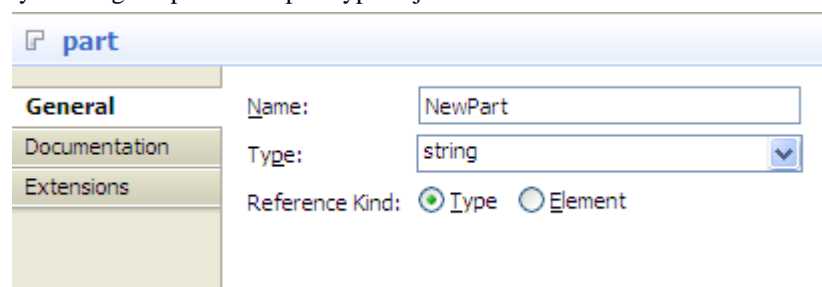 part
General
Name: NewPart
Documentation
Type: string
Extensions
Reference Kind: Type Element